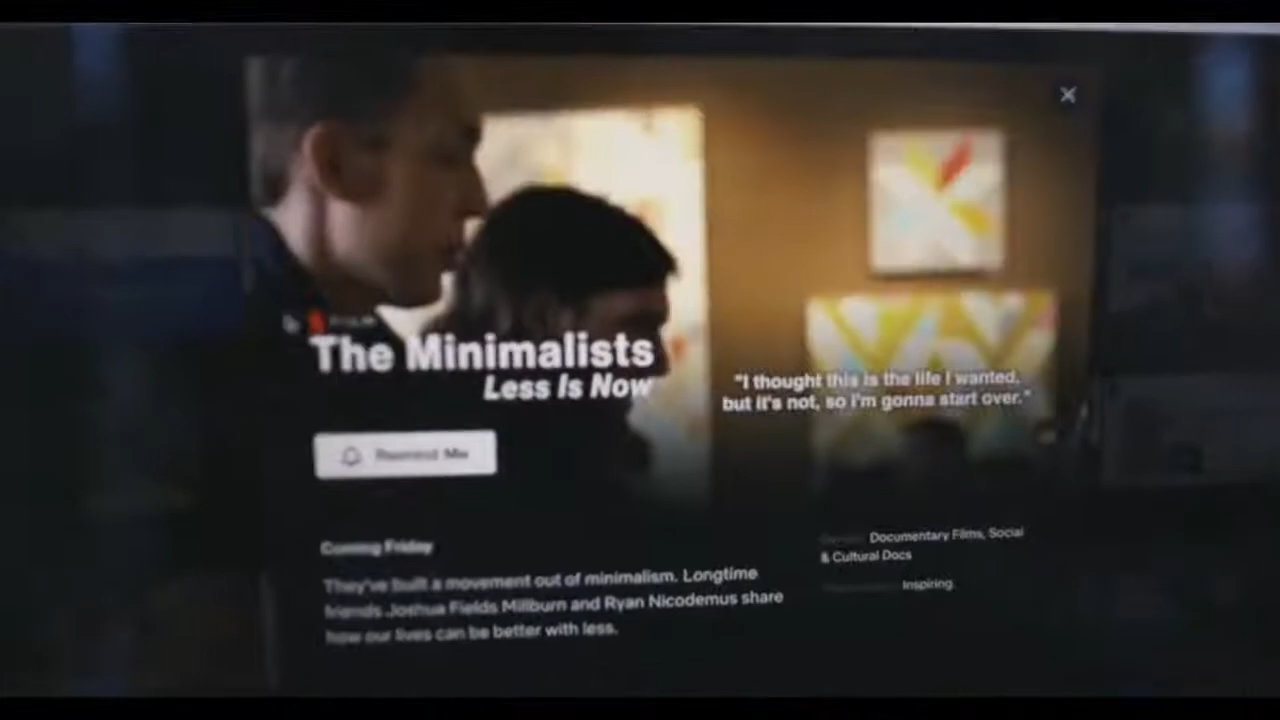 The Minimalists
Less Is Now
"I thought this is the life I wanted,
but it's not, so I'm gonna start over."
Remind Me
Coming Friday
They've built a movement out of minimalism. Longtime
friends Joshua Fields Millburn and Ryan Nicodemus share
how our lives can be better with less.
Documentary Films, Social
& Cultural Docs
Inspiring